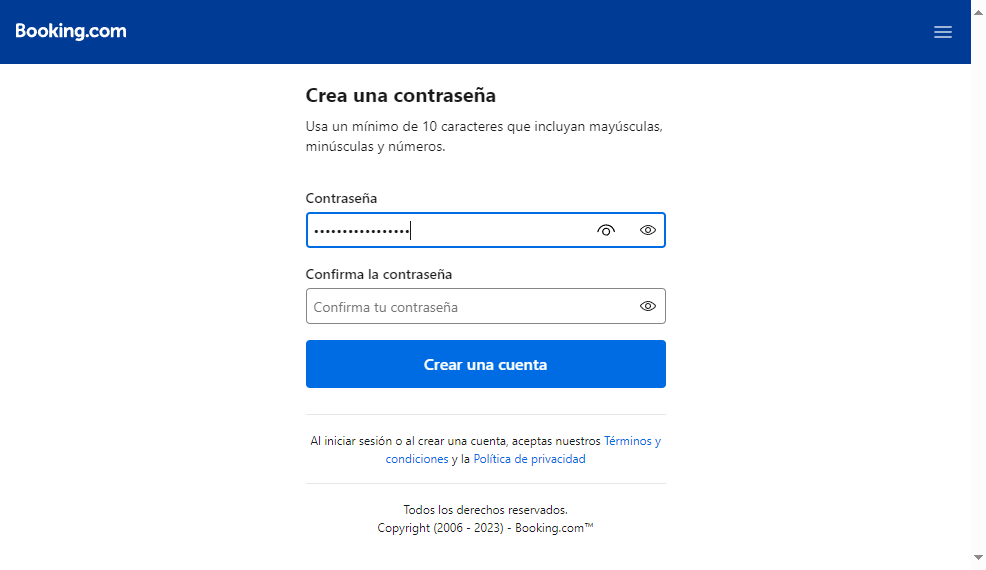 Booking.com
Crea una contraseña
Usa un mínimo de 10 caracteres que incluyan mayúsculas,
minúsculas y números.
Contraseña
•••••••••••••••••
Confirma la contraseña
Confirma tu contraseña
Crear una cuenta
Al iniciar sesión o al crear una cuenta, aceptas nuestros Términos y
condiciones y la Política de privacidad
Todos los derechos reservados.
Copyright (2006 - 2023) - Booking.com™